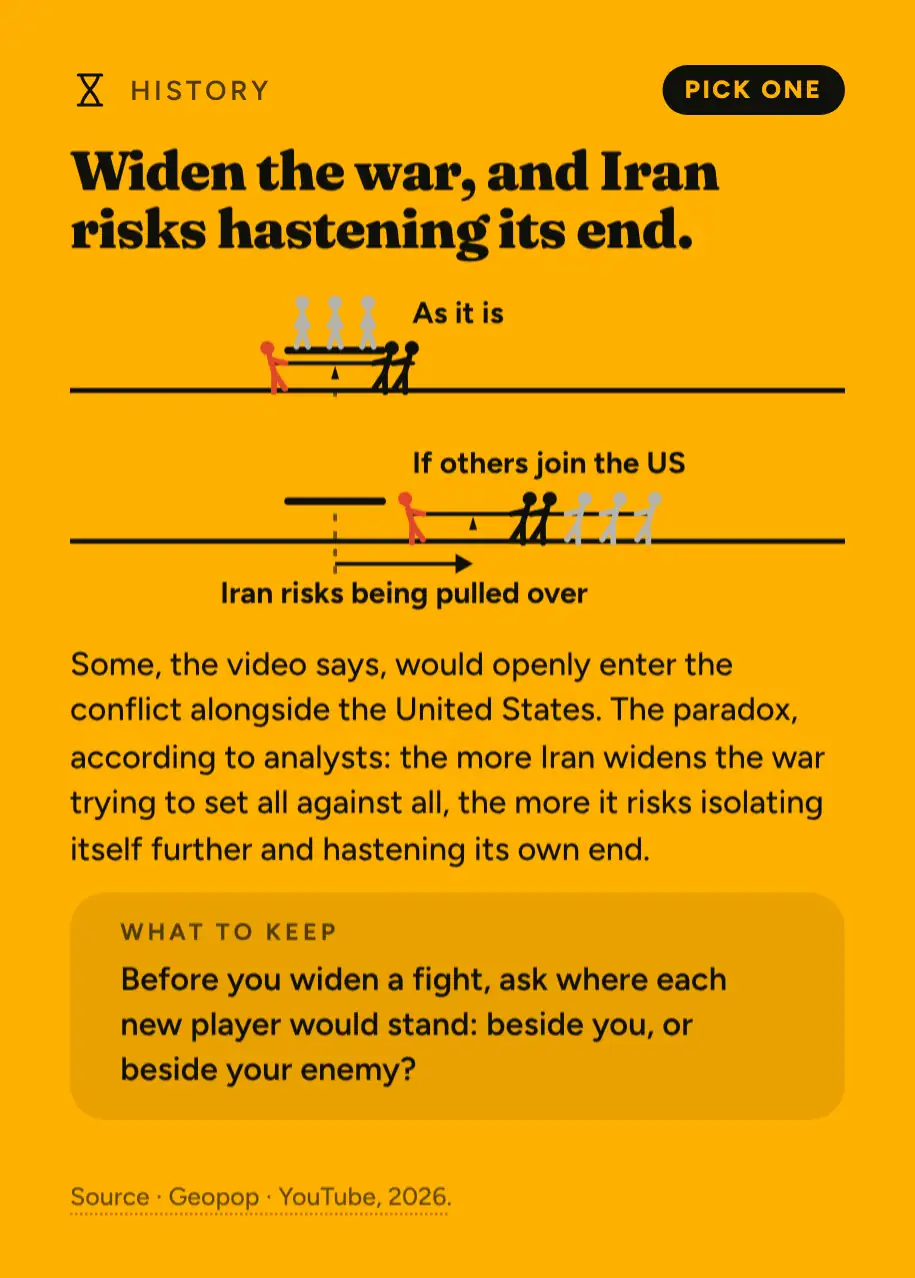 HISTORY
PICK ONE
Widen the war, and Iran
risks hastening its end.
As it is
If others join the US
Iran risks being pulled over
Some, the video says, would openly enter the
conflict alongside the United States. The paradox,
according to analysts: the more Iran widens the war
trying to set all against all, the more it risks isolating
itself further and hastening its own end.
WHAT TO KEEP
Before you widen a fight, ask where each
new player would stand: beside you, or
beside your enemy?
Source · Geopop · YouTube, 2026.